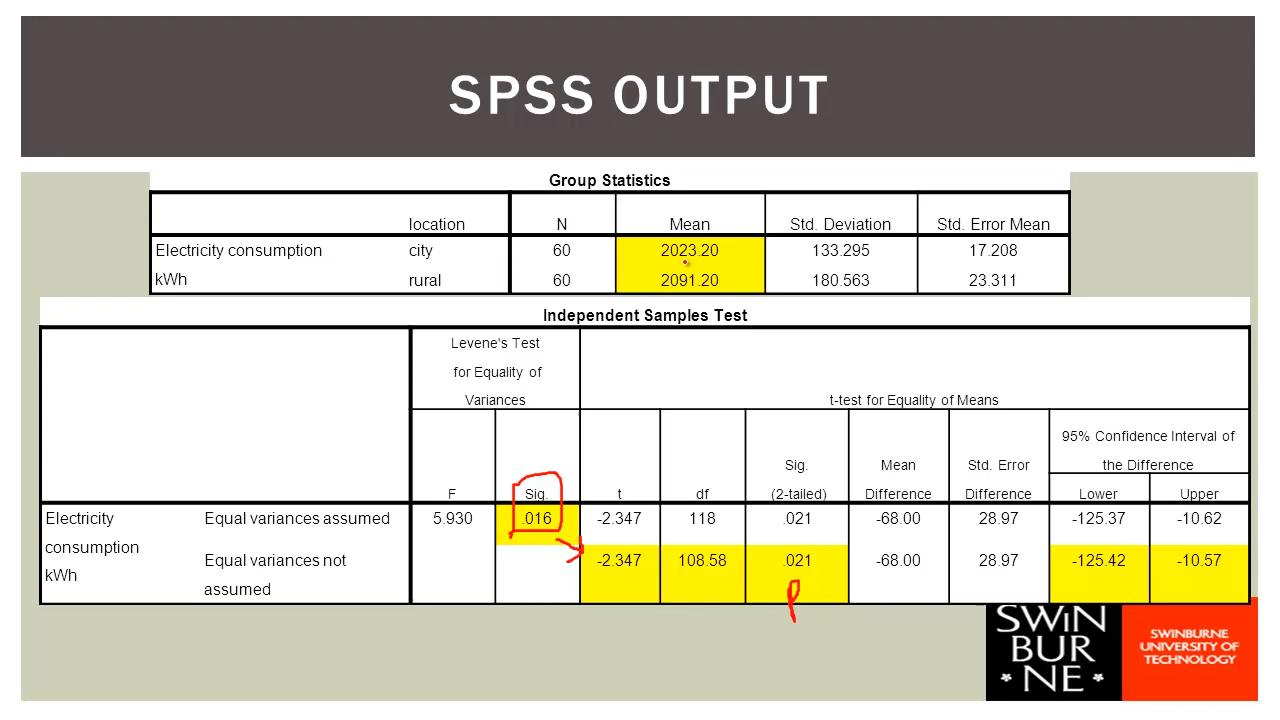 SPSS OUTPUT
Group Statistics
location N Mean Std. Deviation Std. Error Mean
Electricity consumption city 60 2023.20 133.295 17.208
kWh rural 60 2091.20 180.563 23.311
Independent Samples Test
Levene's Test
for Equality of
Variances t-test for Equality of Means
95% Confidence Interval of
Sig. Mean Std. Error the Difference
F Sig. t df (2-tailed) Difference Difference Lower Upper
Electricity Equal variances assumed 5.930 .016 -2.347 118 .021 -68.00 28.97 -125.37 -10.62
consumption Equal variances not -2.347 108.58 .021 -68.00 28.97 -125.42 -10.57
kWh assumed
p
SWiN
BUR
* NE *
SWINBURNE
UNIVERSITY OF
TECHNOLOGY